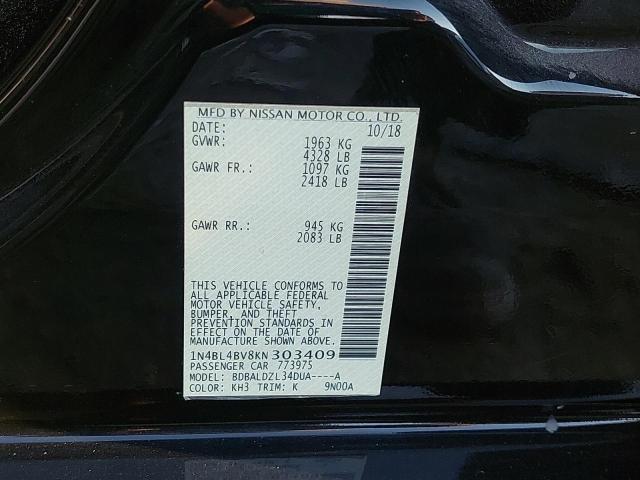 MFD BY NISSAN MOTOR CO., LTD.
DATE: 10/18
GVWR: 1963 KG
4328 LB
GAWR FR.: 1097 KG
2418 LB
GAWR RR.: 945 KG
2083 LB
THIS VEHICLE CONFORMS TO
ALL APPLICABLE FEDERAL
MOTOR VEHICLE SAFETY,
BUMPER, AND THEFT
PREVENTION STANDARDS IN
EFFECT ON THE DATE OF
MANUFACTURE SHOWN ABOVE.
1N4BL4BV8KN303409
PASSENGER CAR 773975
MODEL: BDBALDZL34DUA----A
COLOR: KH3 TRIM: K 9N00A